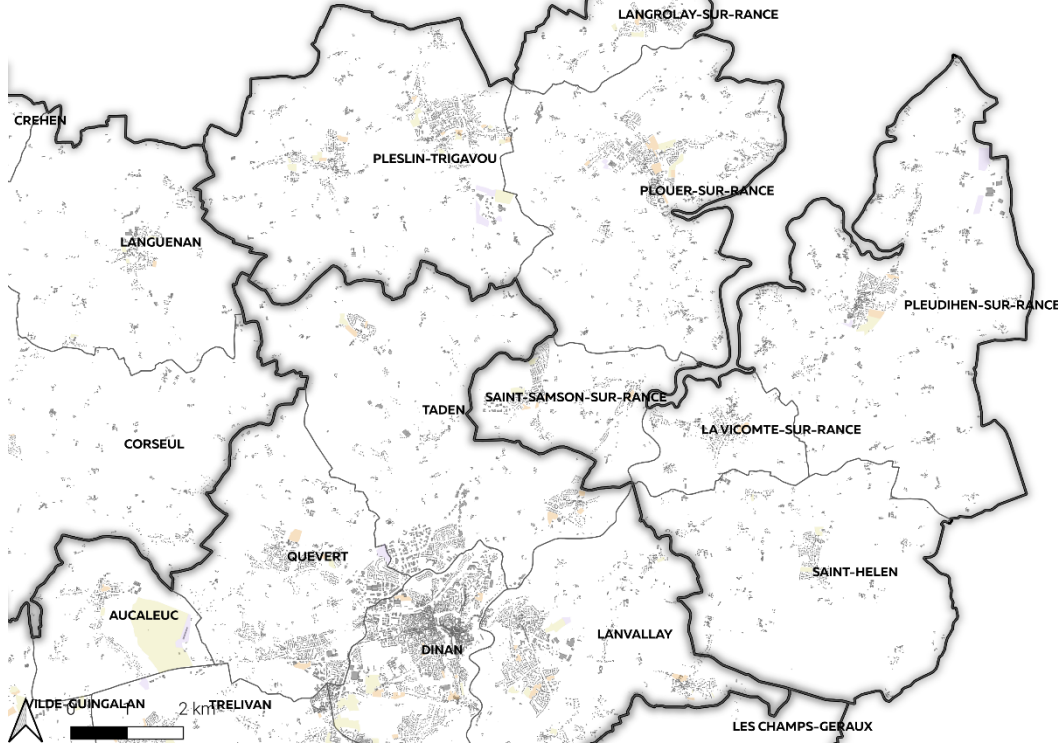 LANGROLAY-SUR-RANCE
CREHEN
PLESLIN-TRIGAVOU
PLOUER-SUR-RANCE
LANGUENAN
PLEUDIHEN-SUR-RANCE
SAINT-SAMSON-SUR-RANCE
TADEN
LA VICOMTE-SUR-RANCE
CORSEUL
QUEVERT
SAINT-HELEN
AUCALEUC
LANVALLAY
DINAN
VILDE-GUINGALAN
TRELIVAN
0 1 2 km
LES CHAMPS-GERAUX